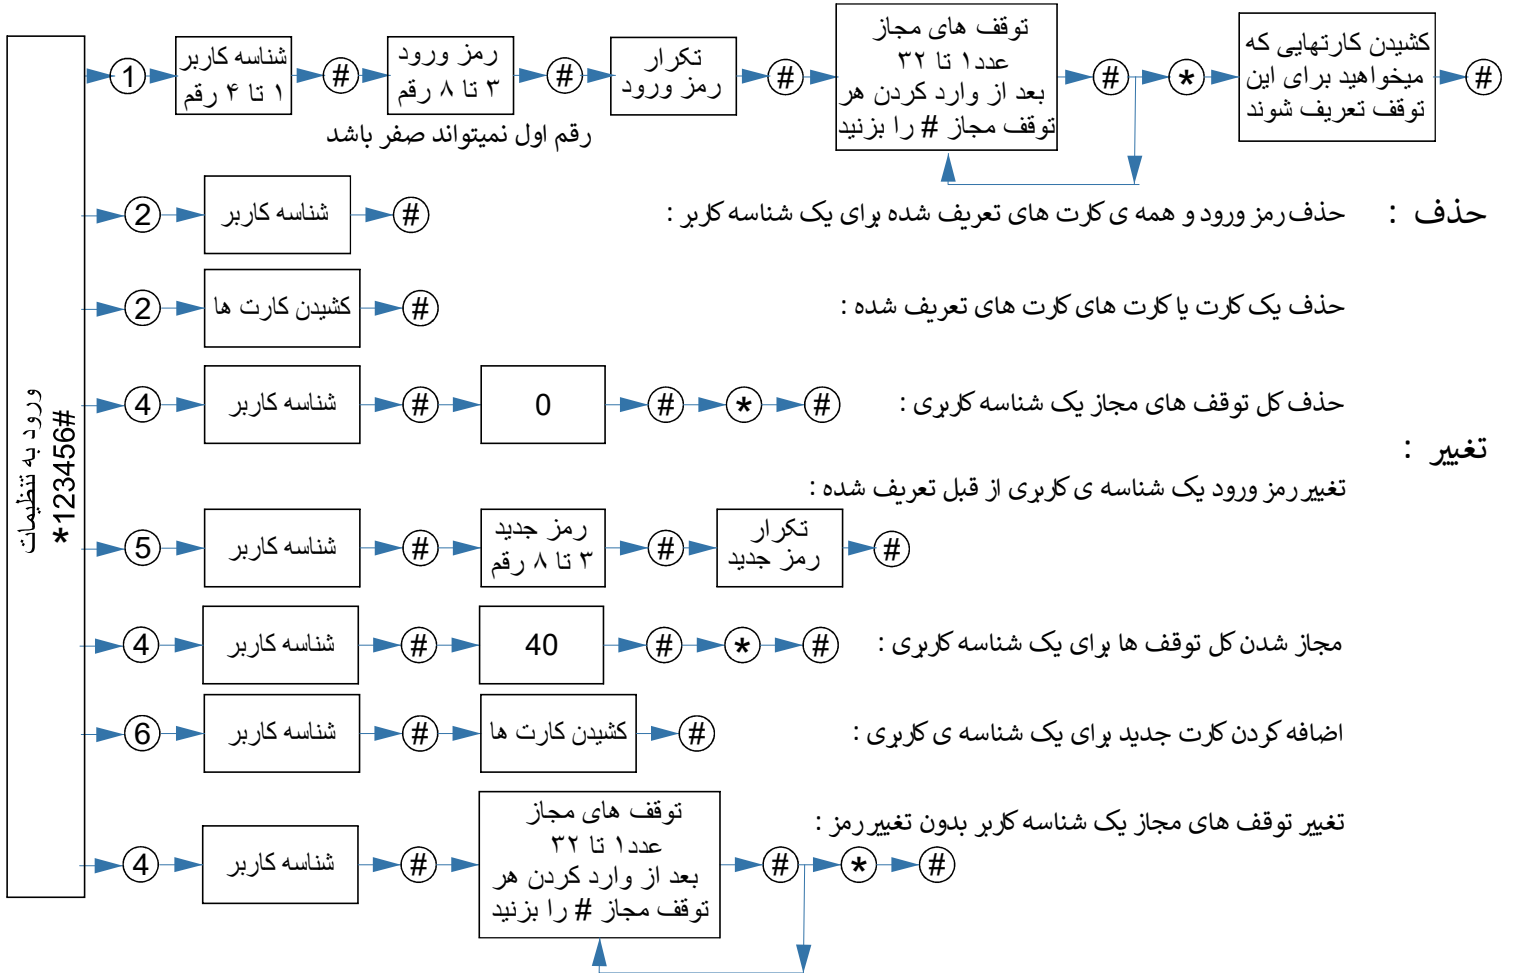 ورود به تنظیمات
*123456#
1
شناسه کاربر
۱ تا ۴ رقم
#
رمز ورود
۳ تا ۸ رقم
#
تکرار
رمز ورود
#
توقف های مجاز
عدد۱ تا ۳۲
بعد از وارد کردن هر
توقف مجاز # را بزنید
#
*
کشیدن کارتهایی که
میخواهید برای این
توقف تعریف شوند
#
رقم اول نمیتواند صفر باشد
حذف :
حذف رمز ورود و همه ی کارت های تعریف شده برای یک شناسه کاربر :
2
شناسه کاربر
#
حذف یک کارت یا کارت های کارت های تعریف شده :
2
کشیدن کارت ها
#
حذف کل توقف های مجاز یک شناسه کاربری :
4
شناسه کاربر
#
0
#
*
#
تغییر :
تغییر رمز ورود یک شناسه ی کاربری از قبل تعریف شده :
5
شناسه کاربر
#
رمز جدید
۳ تا ۸ رقم
#
تکرار
رمز جدید
#
مجاز شدن کل توقف ها برای یک شناسه کاربری :
4
شناسه کاربر
#
40
#
*
#
اضافه کردن کارت جدید برای یک شناسه ی کاربری :
6
شناسه کاربر
#
کشیدن کارت ها
#
تغییر توقف های مجاز یک شناسه کاربر بدون تغییر رمز :
4
شناسه کاربر
#
توقف های مجاز
عدد۱ تا ۳۲
بعد از وارد کردن هر
توقف مجاز # را بزنید
#
*
#